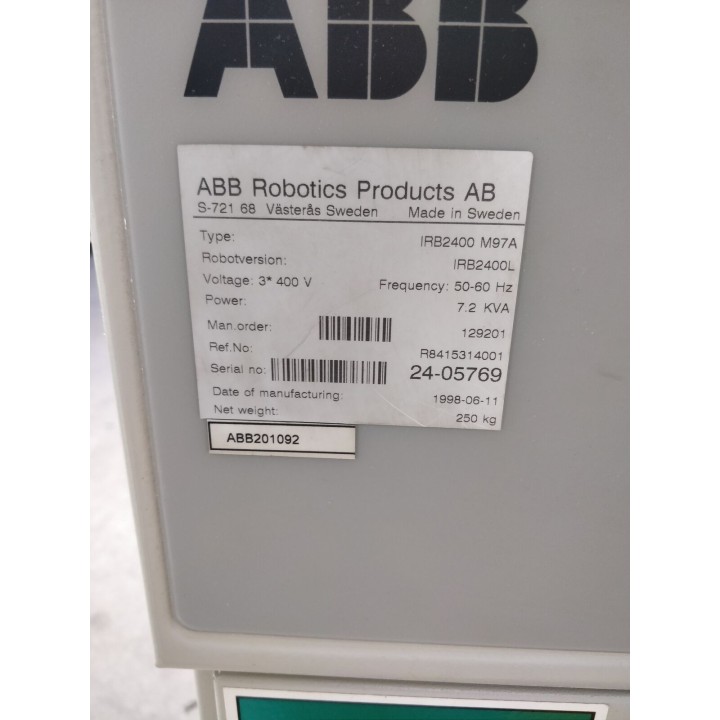 ABB
ABB Robotics Products AB
S-721 68 Västerås Sweden Made in Sweden
Type: IRB2400 M97A
Robotversion: IRB2400L
Voltage: 3* 400 V Frequency: 50-60 Hz
Power: 7.2 KVA
Man.order: 129201
Ref.No: R8415314001
Serial no: 24-05769
Date of manufacturing: 1998-06-11
Net weight: 250 kg
ABB201092